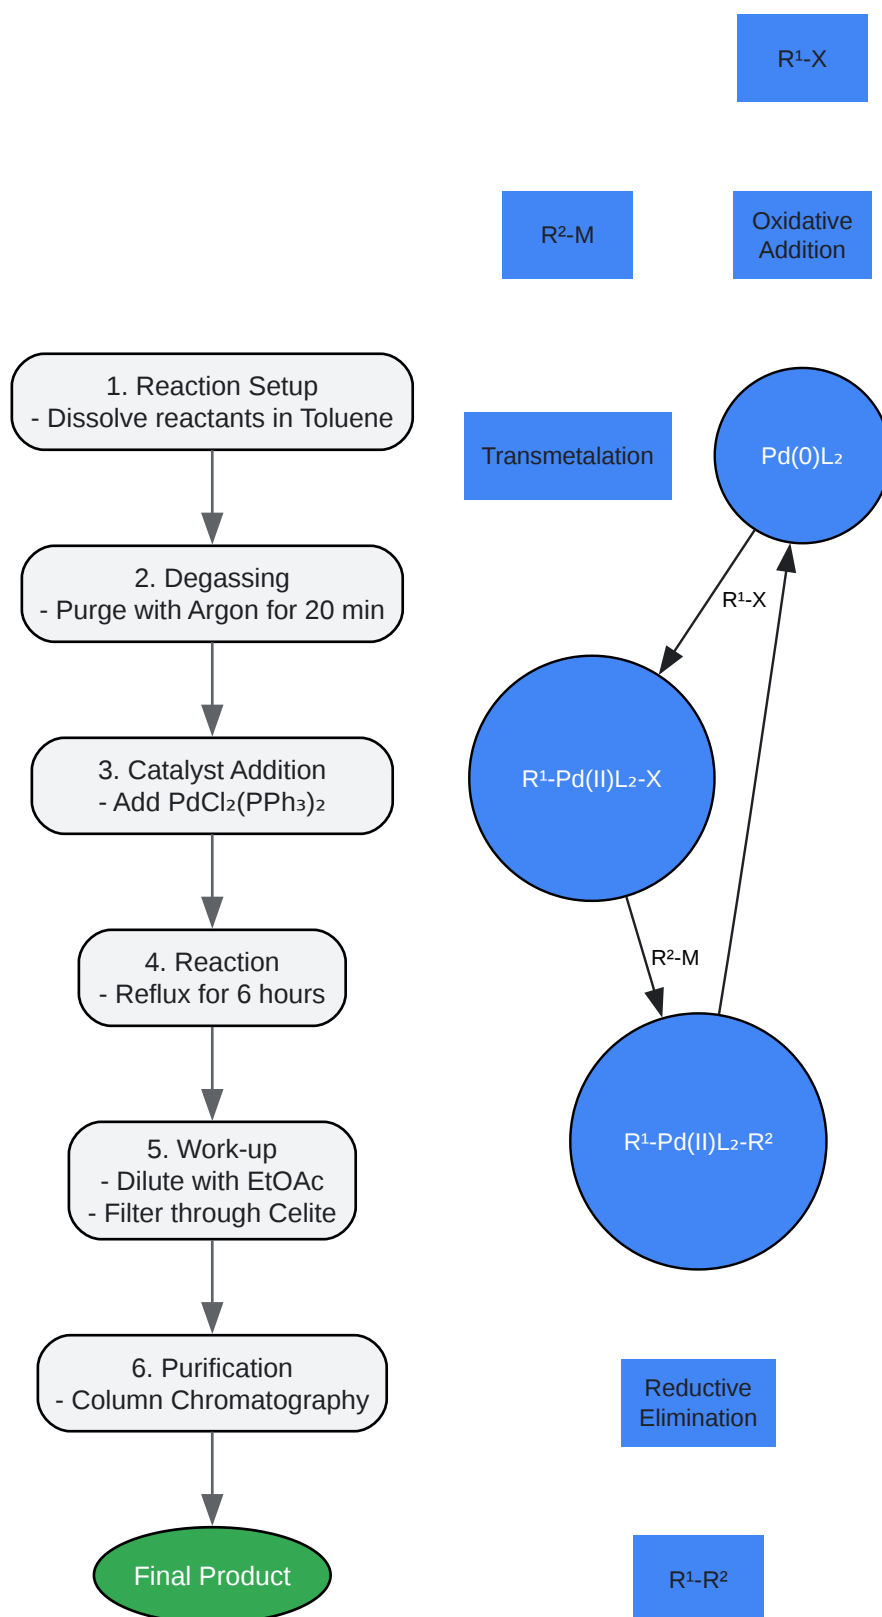 1. Reaction Setup
- Dissolve reactants in Toluene
2. Degassing
- Purge with Argon for 20 min
3. Catalyst Addition
- Add PdCl₂(PPh₃)₂
4. Reaction
- Reflux for 6 hours
5. Work-up
- Dilute with EtOAc
- Filter through Celite
6. Purification
- Column Chromatography
Final Product
R¹-X
R²-M
Oxidative
Addition
Transmetalation
Pd(0)L₂
R¹-X
R¹-Pd(II)L₂-X
R²-M
R¹-Pd(II)L₂-R²
Reductive
Elimination
R¹-R²